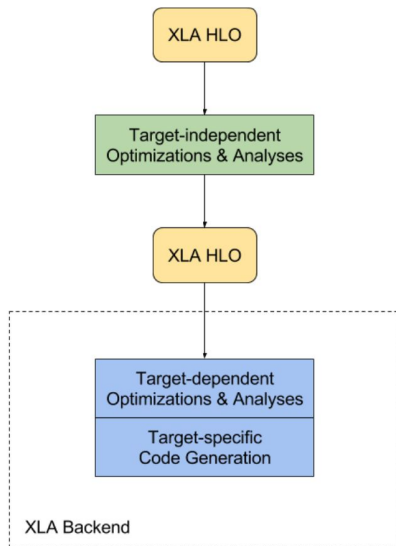 XLA HLO
Target-independent
Optimizations & Analyses
XLA HLO
Target-dependent
Optimizations & Analyses
Target-specific
Code Generation
XLA Backend